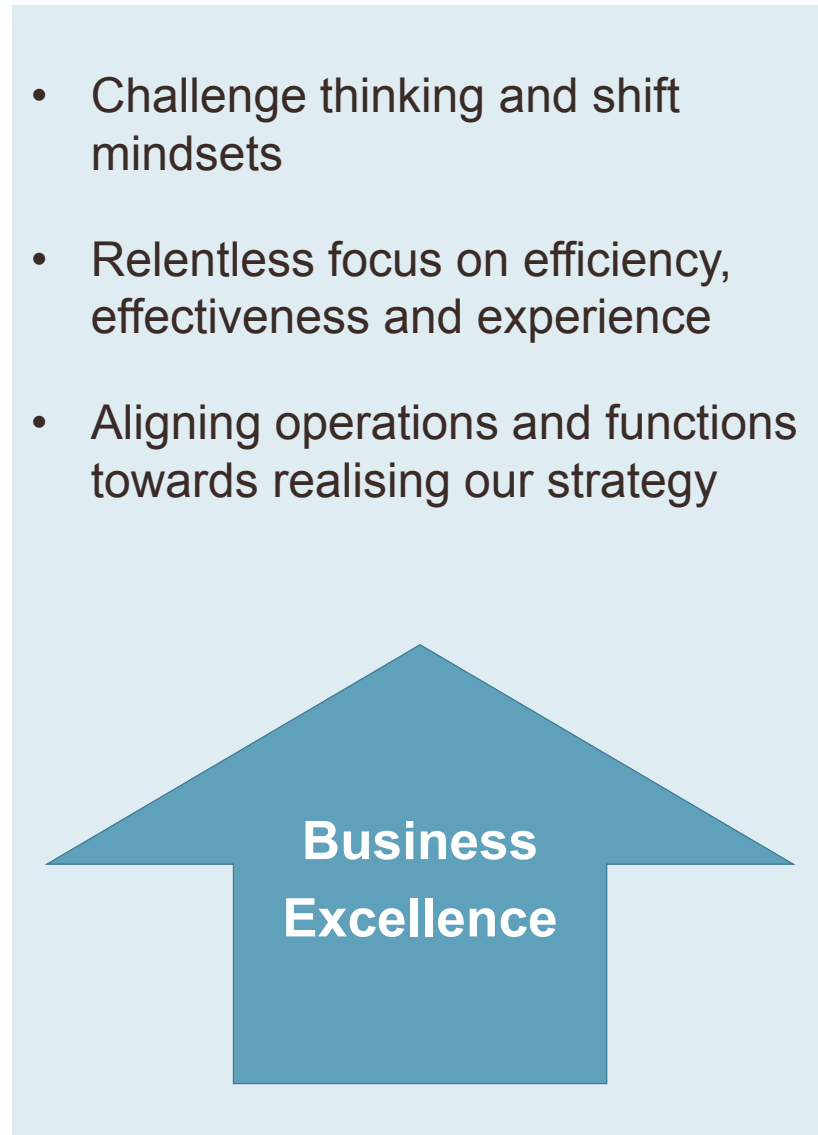 • Challenge thinking and shift
mindsets
• Relentless focus on efficiency,
effectiveness and experience
• Aligning operations and functions
towards realising our strategy
Business
Excellence